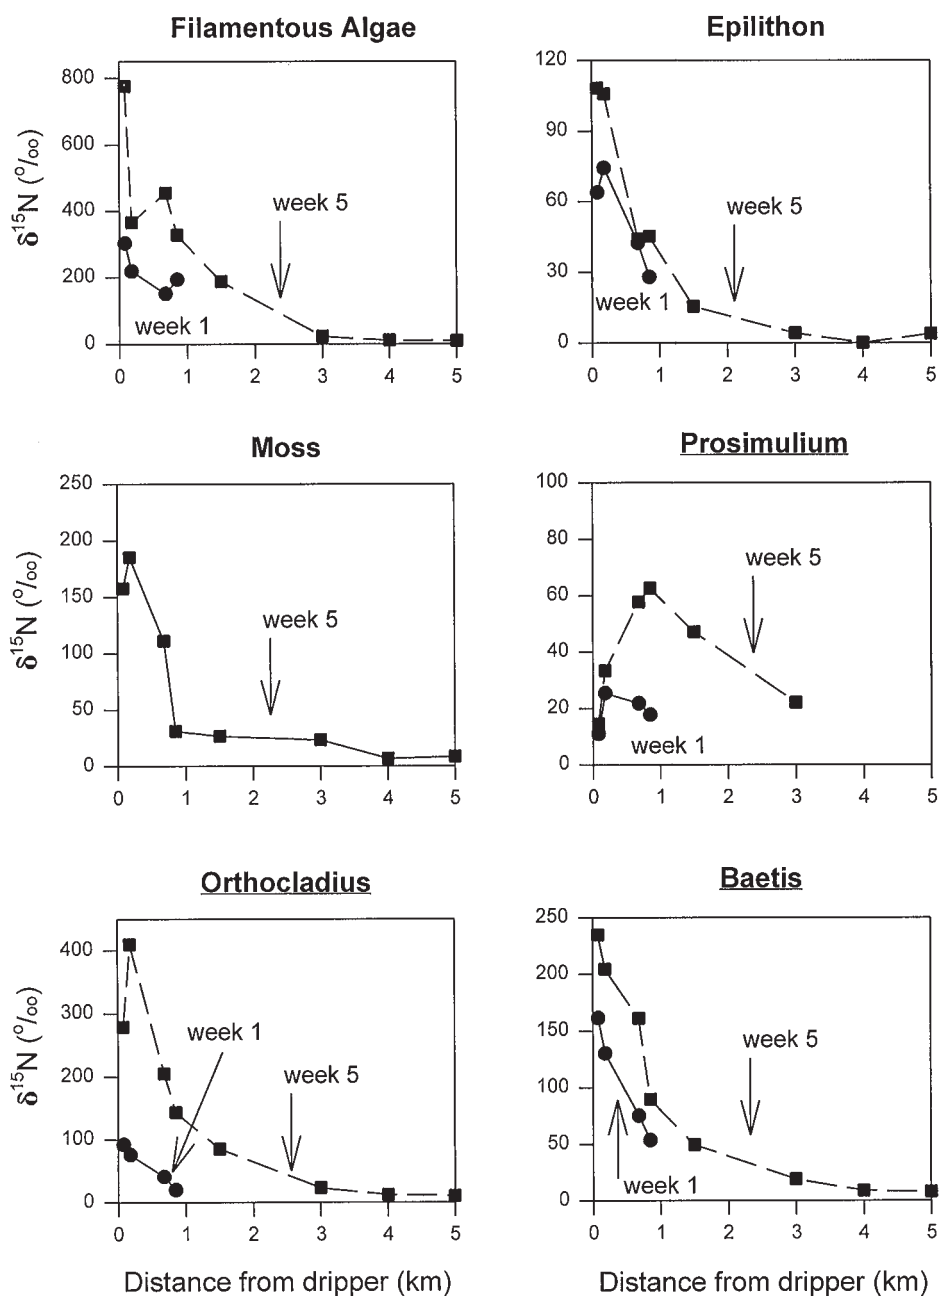 Filamentous Algae
δ¹⁵N (°/₀₀)
800
600
400
200
0
week 5
week 1
0 1 2 3 4 5
Epilithon
120
90
60
30
0
week 5
week 1
0 1 2 3 4 5
Moss
δ¹⁵N (°/₀₀)
250
200
150
100
50
0
week 5
0 1 2 3 4 5
Prosimulium
100
80
60
40
20
0
week 5
week 1
0 1 2 3 4 5
Orthocladius
δ¹⁵N (°/₀₀)
400
300
200
100
0
week 1
week 5
0 1 2 3 4 5
Distance from dripper (km)
Baetis
250
200
150
100
50
0
week 5
week 1
0 1 2 3 4 5
Distance from dripper (km)